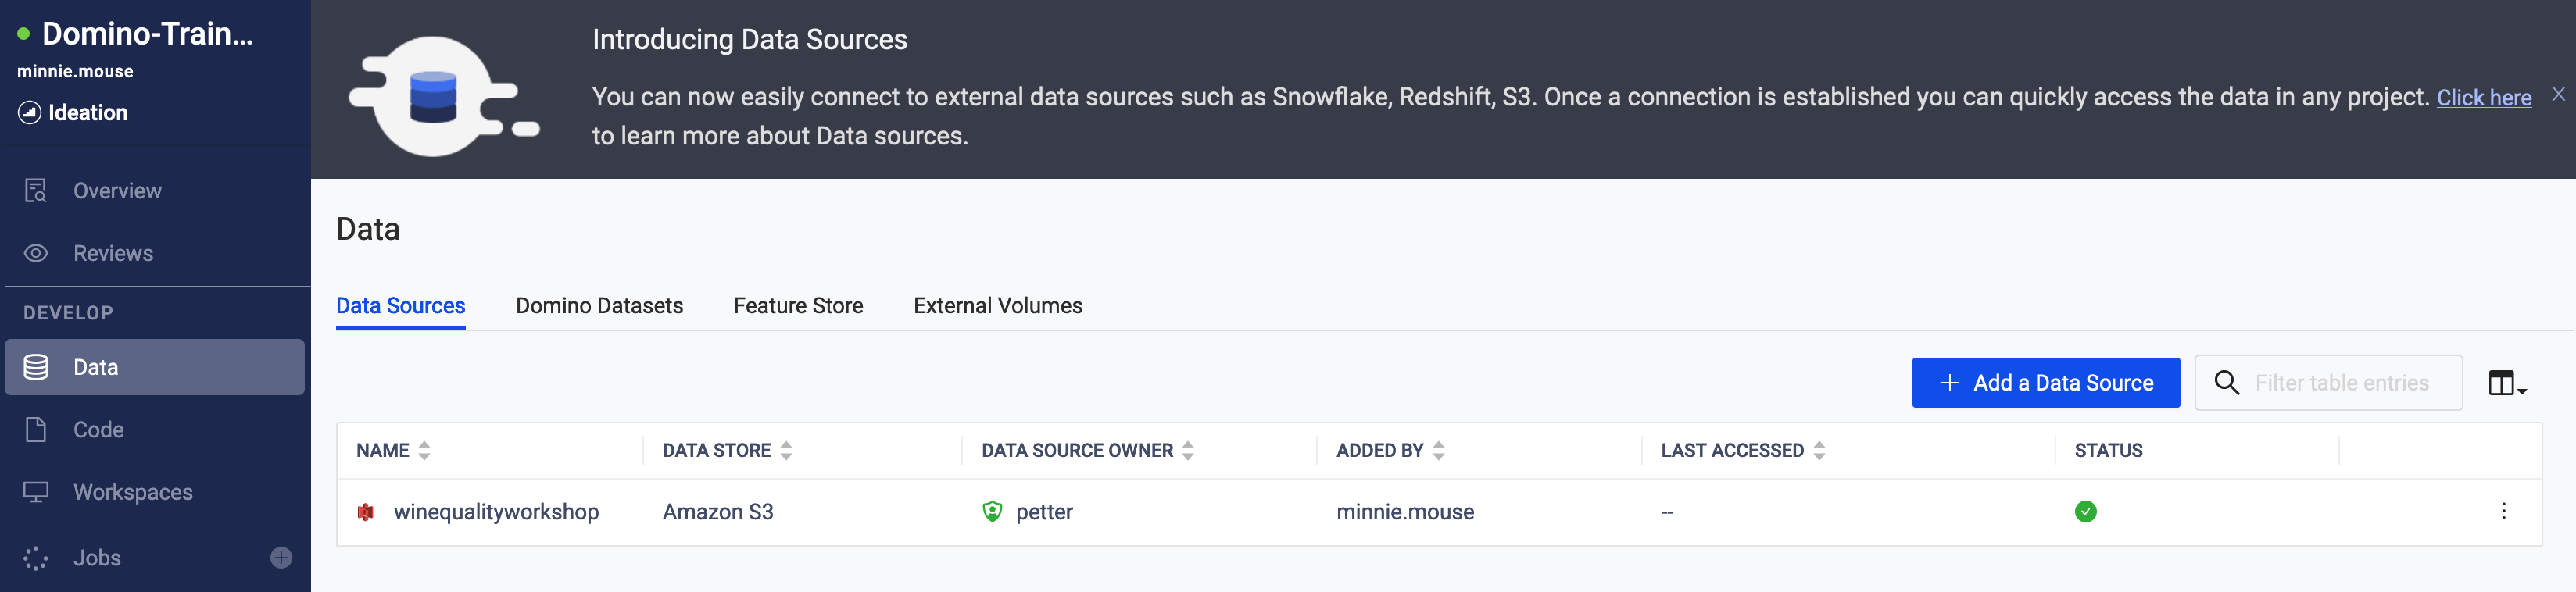 Domino-Train...
minnie.mouse
Ideation
Overview
Reviews
DEVELOP
Data
Code
Workspaces
Jobs
Introducing Data Sources
You can now easily connect to external data sources such as Snowflake, Redshift, S3. Once a connection is established you can quickly access the data in any project. Click here X
to learn more about Data sources.
Data
Data Sources Domino Datasets Feature Store External Volumes
+ Add a Data Source Filter table entries
NAME DATA STORE DATA SOURCE OWNER ADDED BY LAST ACCESSED STATUS
winequalityworkshop Amazon S3 petter minnie.mouse --